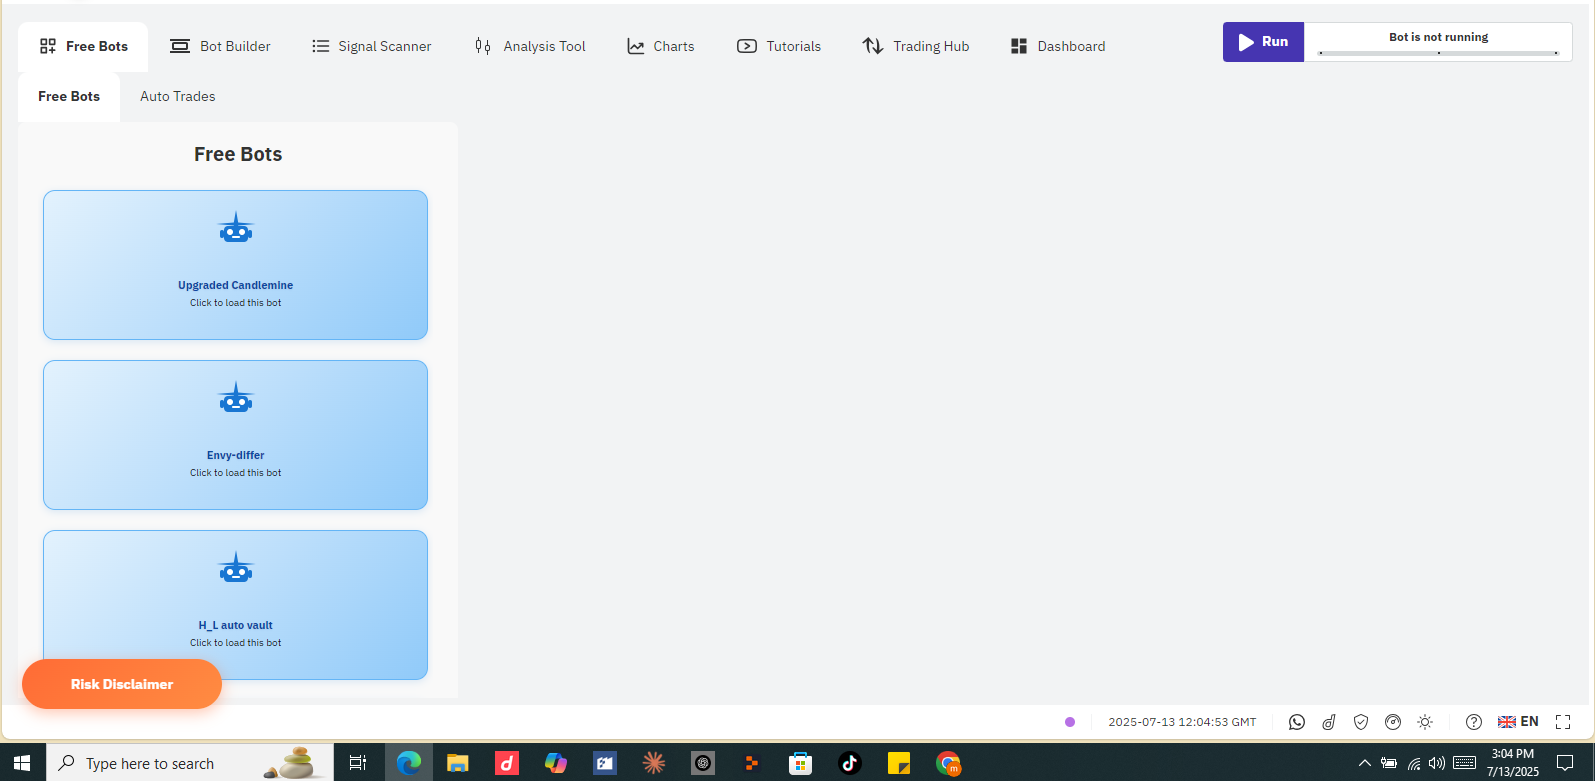 Free Bots
Bot Builder
Signal Scanner
Analysis Tool
Charts
Tutorials
Trading Hub
Dashboard
Run
Bot is not running
Free Bots
Auto Trades
Free Bots
Upgraded Candlemine
Click to load this bot
Envy-differ
Click to load this bot
H_L auto vault
Click to load this bot
Risk Disclaimer
2025-07-13 12:04:53 GMT
EN
Type here to search
3:04 PM
7/13/2025